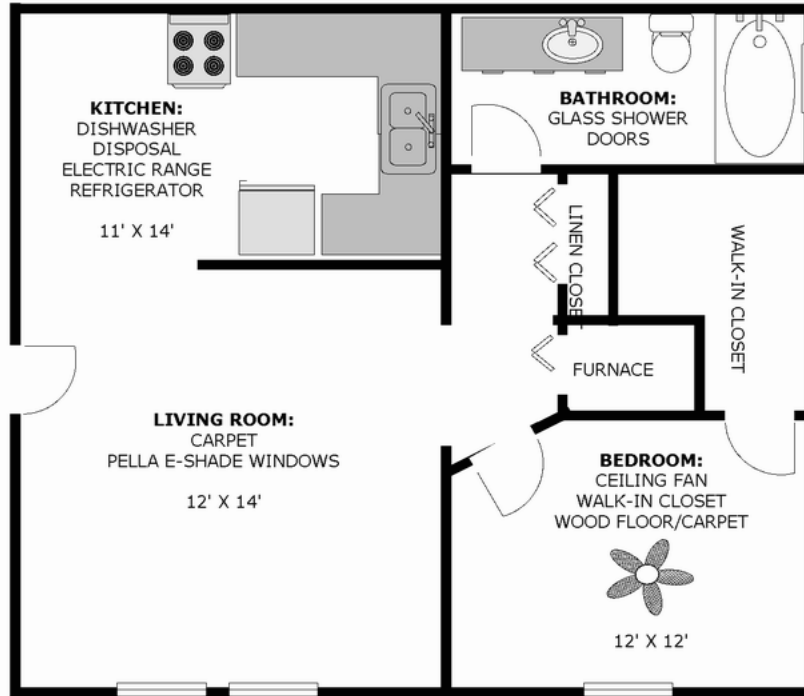 KITCHEN:
DISHWASHER
DISPOSAL
ELECTRIC RANGE
REFRIGERATOR
11' X 14'
BATHROOM:
GLASS SHOWER
DOORS
LINEN CLOSET
WALK-IN CLOSET
FURNACE
LIVING ROOM:
CARPET
PELLA E-SHADE WINDOWS
12' X 14'
BEDROOM:
CEILING FAN
WALK-IN CLOSET
WOOD FLOOR/CARPET
12' X 12'